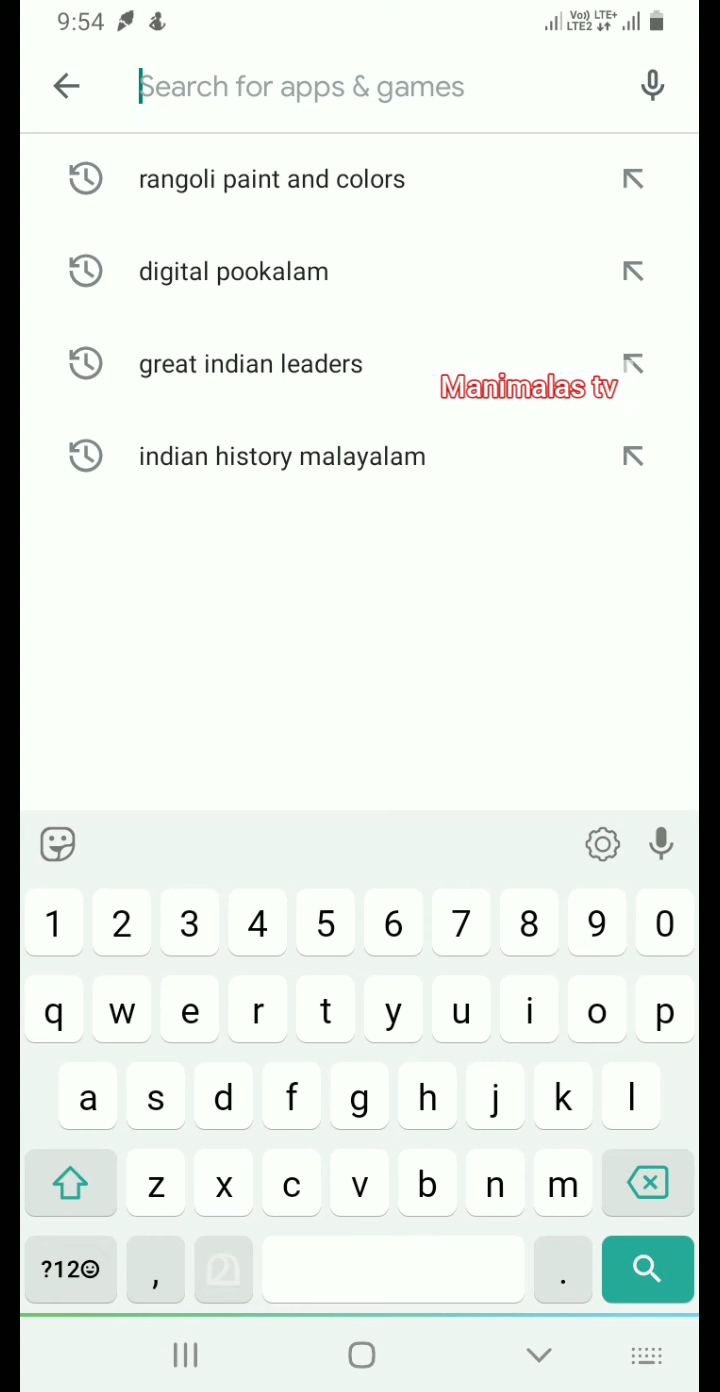 9:54
Vo)) LTE+
LTE2
Search for apps & games
rangoli paint and colors
digital pookalam
great indian leaders
Manimalas tv
indian history malayalam
1 2 3 4 5 6 7 8 9 0
q w e r t y u i o p
a s d f g h j k l
z x c v b n m
?12☺ , മ .